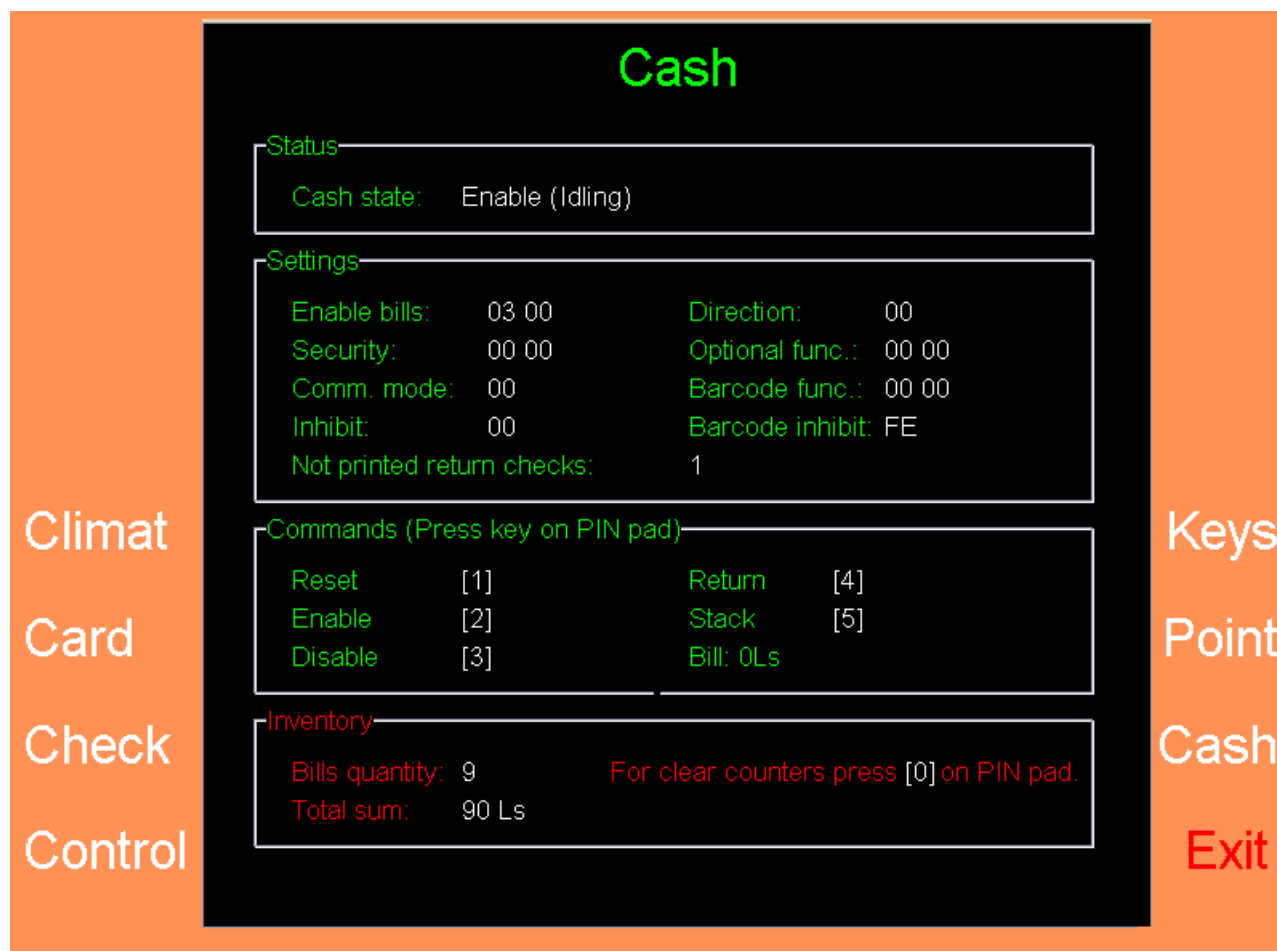 Cash
Status
Cash state: Enable (Idling)
Settings
Enable bills: 03 00 Direction: 00
Security: 00 00 Optional func.: 00 00
Comm. mode: 00 Barcode func.: 00 00
Inhibit: 00 Barcode inhibit: FE
Not printed return checks: 1
Commands (Press key on PIN pad)
Reset [1] Return [4]
Enable [2] Stack [5]
Disable [3] Bill: 0Ls
Inventory
Bills quantity: 9 For clear counters press [0] on PIN pad.
Total sum: 90 Ls
Climat
Card
Check
Control
Keys
Point
Cash
Exit